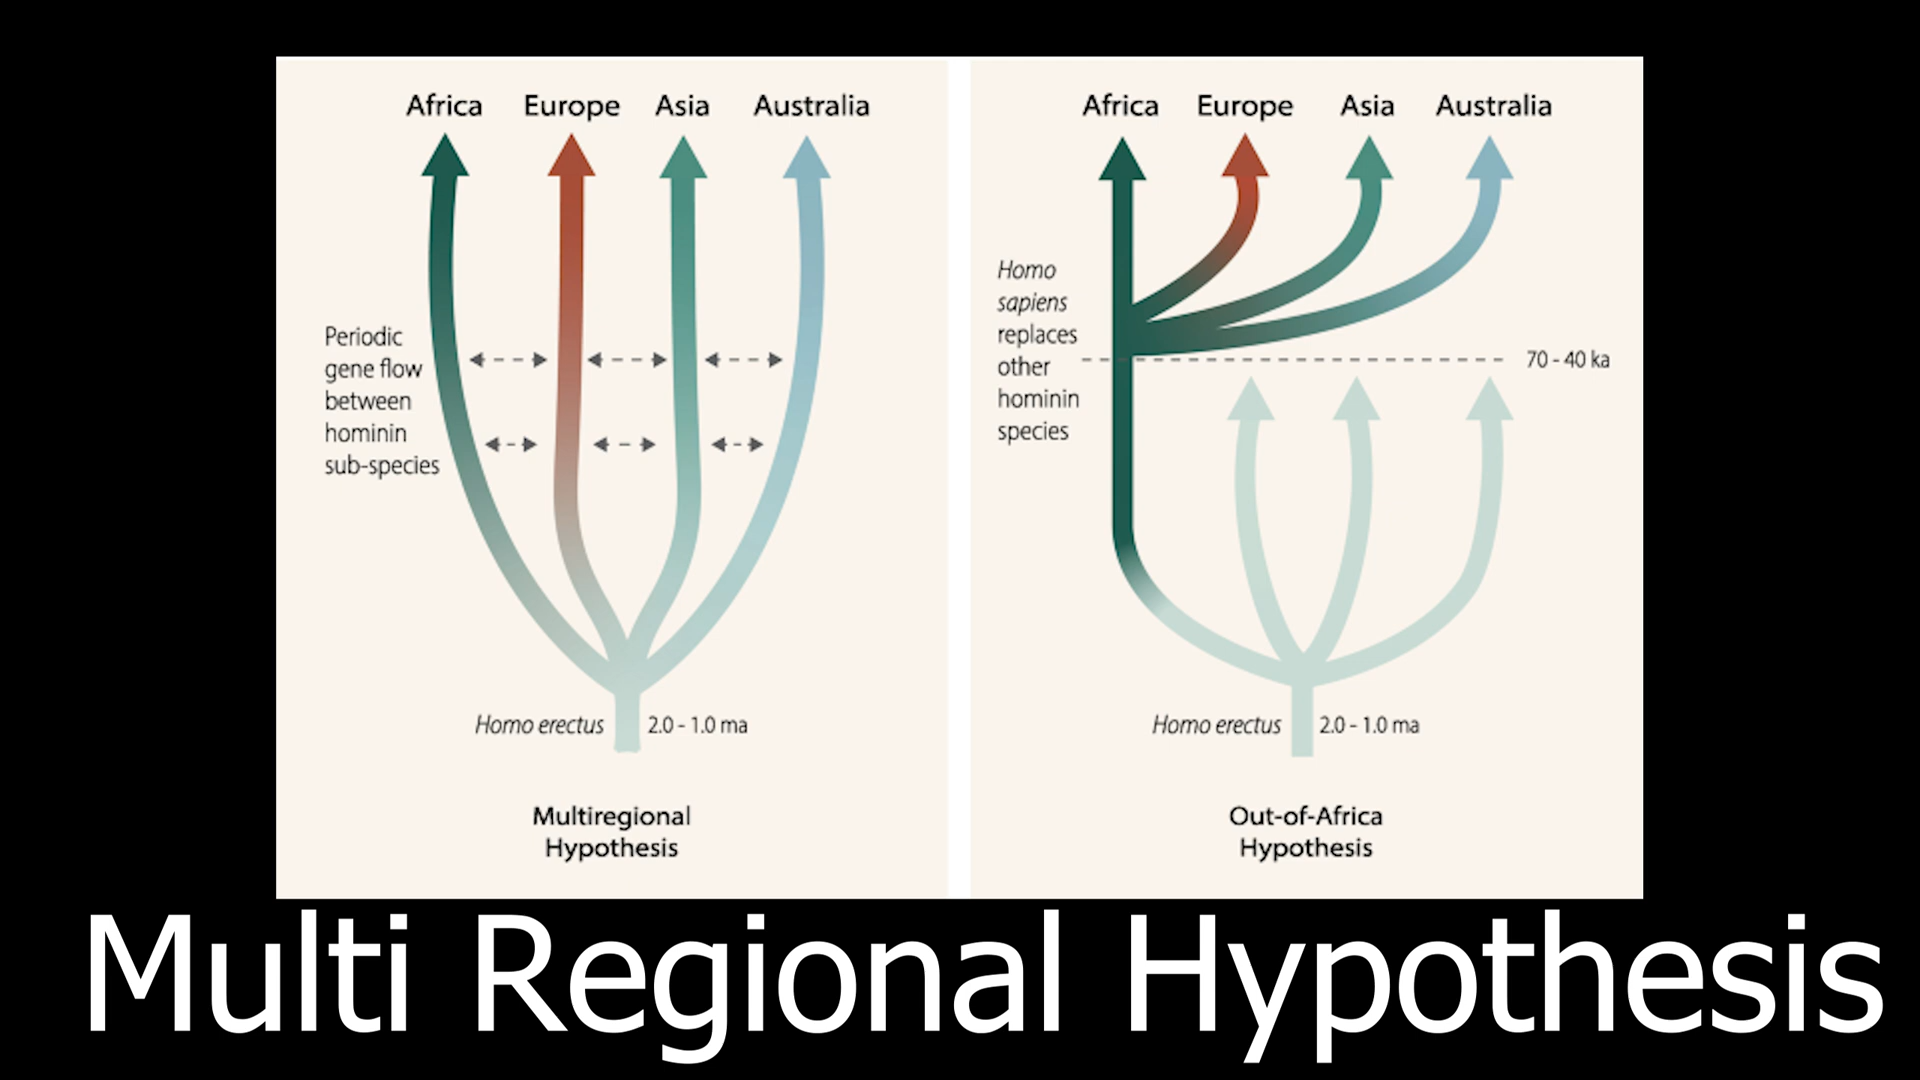 Africa Europe Asia Australia
Periodic
gene flow
between
hominin
sub-species
Homo erectus 2.0 - 1.0 ma
Multiregional
Hypothesis
Africa Europe Asia Australia
Homo
sapiens
replaces
other
hominin
species
70 - 40 ka
Homo erectus 2.0 - 1.0 ma
Out-of-Africa
Hypothesis
Multi Regional Hypothesis